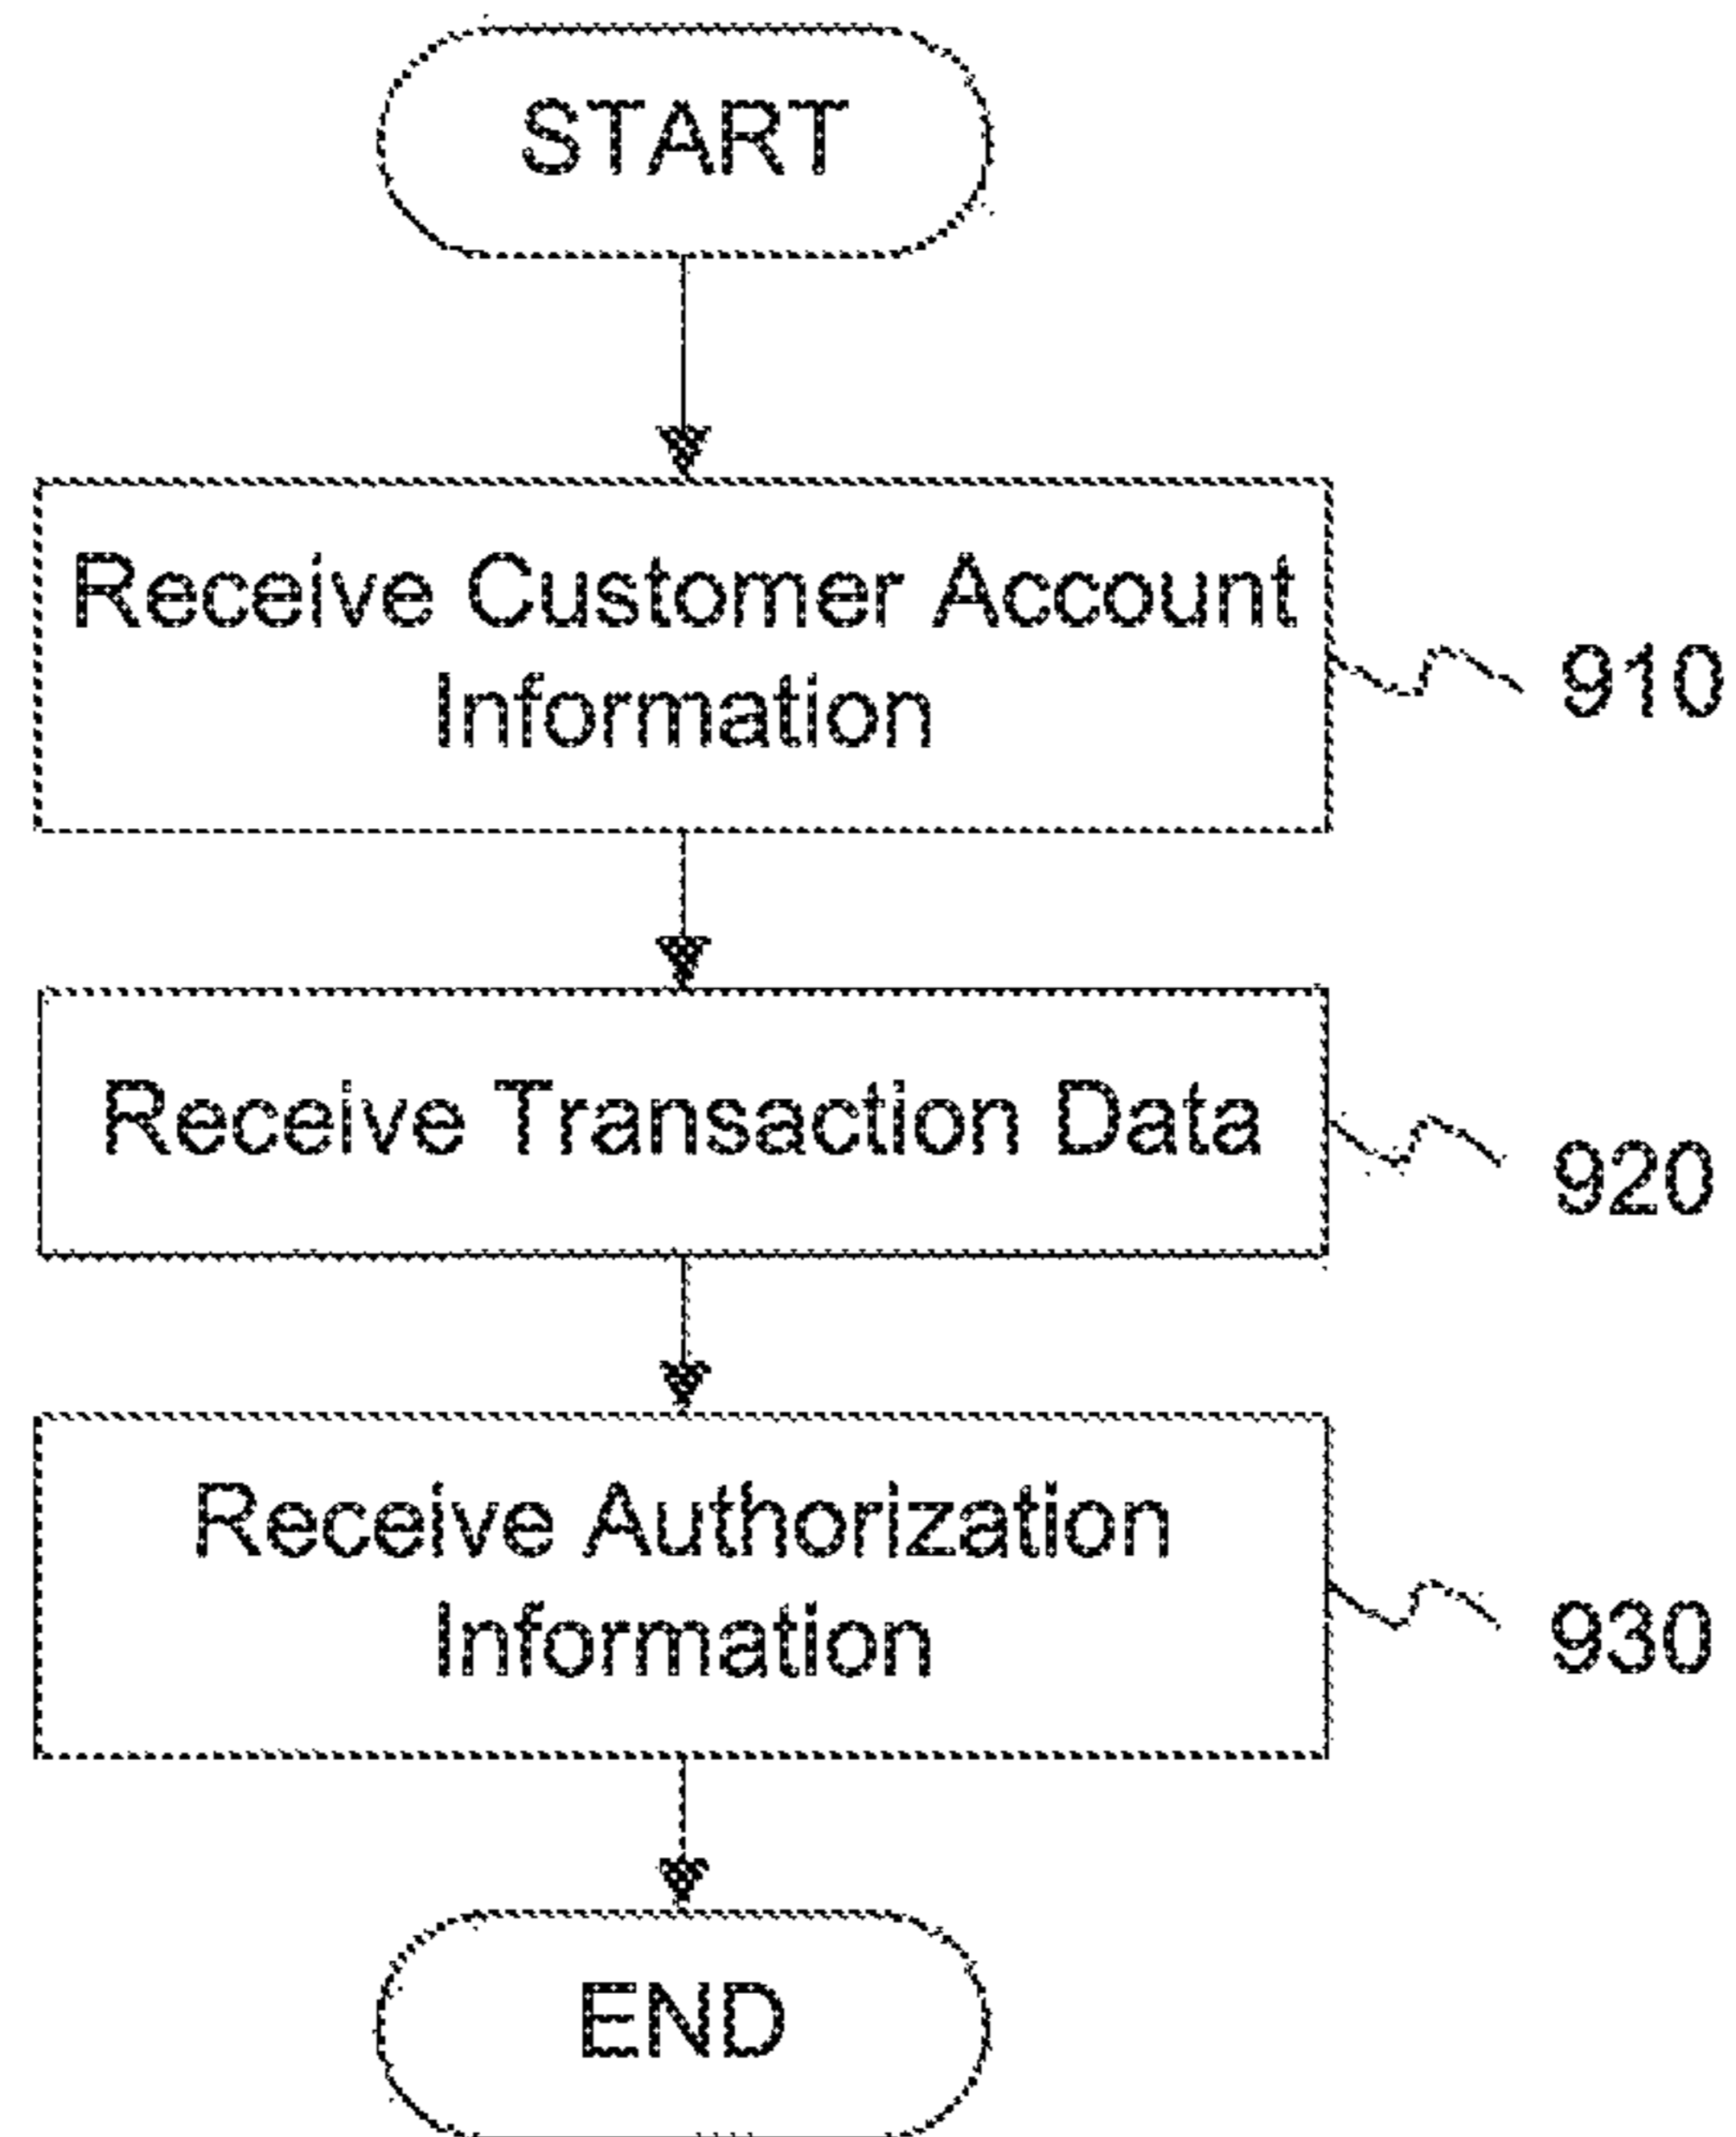 START
Receive Customer Account
Information
910
Receive Transaction Data
920
Receive Authorization
Information
930
END